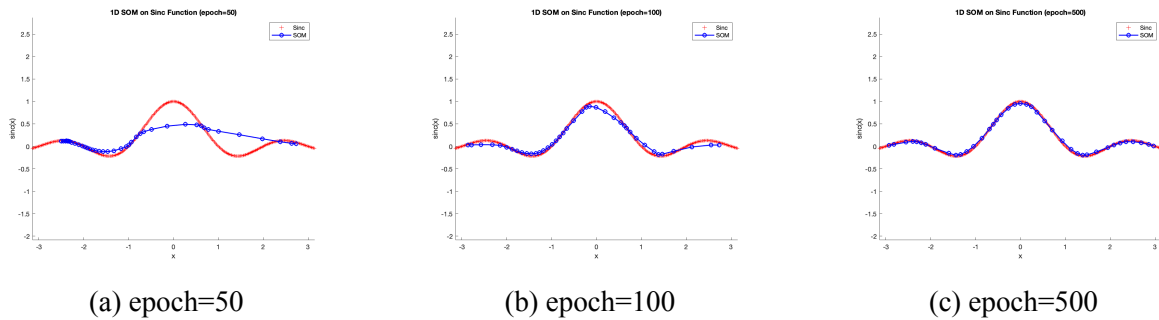 1D SOM on Sinc Function (epoch=50)
Sinc
SOM
2.5
2
1.5
1
0.5
0
-0.5
-1
-1.5
-2
sinc(x)
-3 -2 -1 0 1 2 3
x
(a) epoch=50
1D SOM on Sinc Function (epoch=100)
Sinc
SOM
2.5
2
1.5
1
0.5
0
-0.5
-1
-1.5
-2
sinc(x)
-3 -2 -1 0 1 2 3
x
(b) epoch=100
1D SOM on Sinc Function (epoch=500)
Sinc
SOM
2.5
2
1.5
1
0.5
0
-0.5
-1
-1.5
-2
sinc(x)
-3 -2 -1 0 1 2 3
x
(c) epoch=500